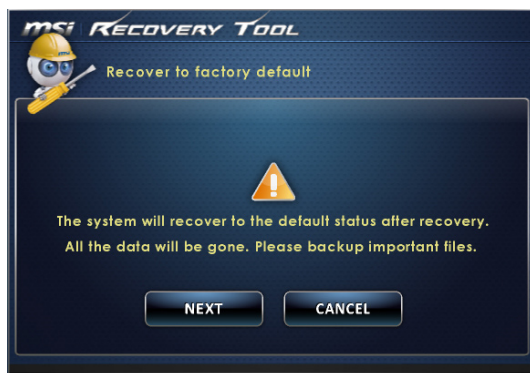 msi RECOVERY TOOL
Recover to factory default
The system will recover to the default status after recovery.
All the data will be gone. Please backup important files.
NEXT CANCEL